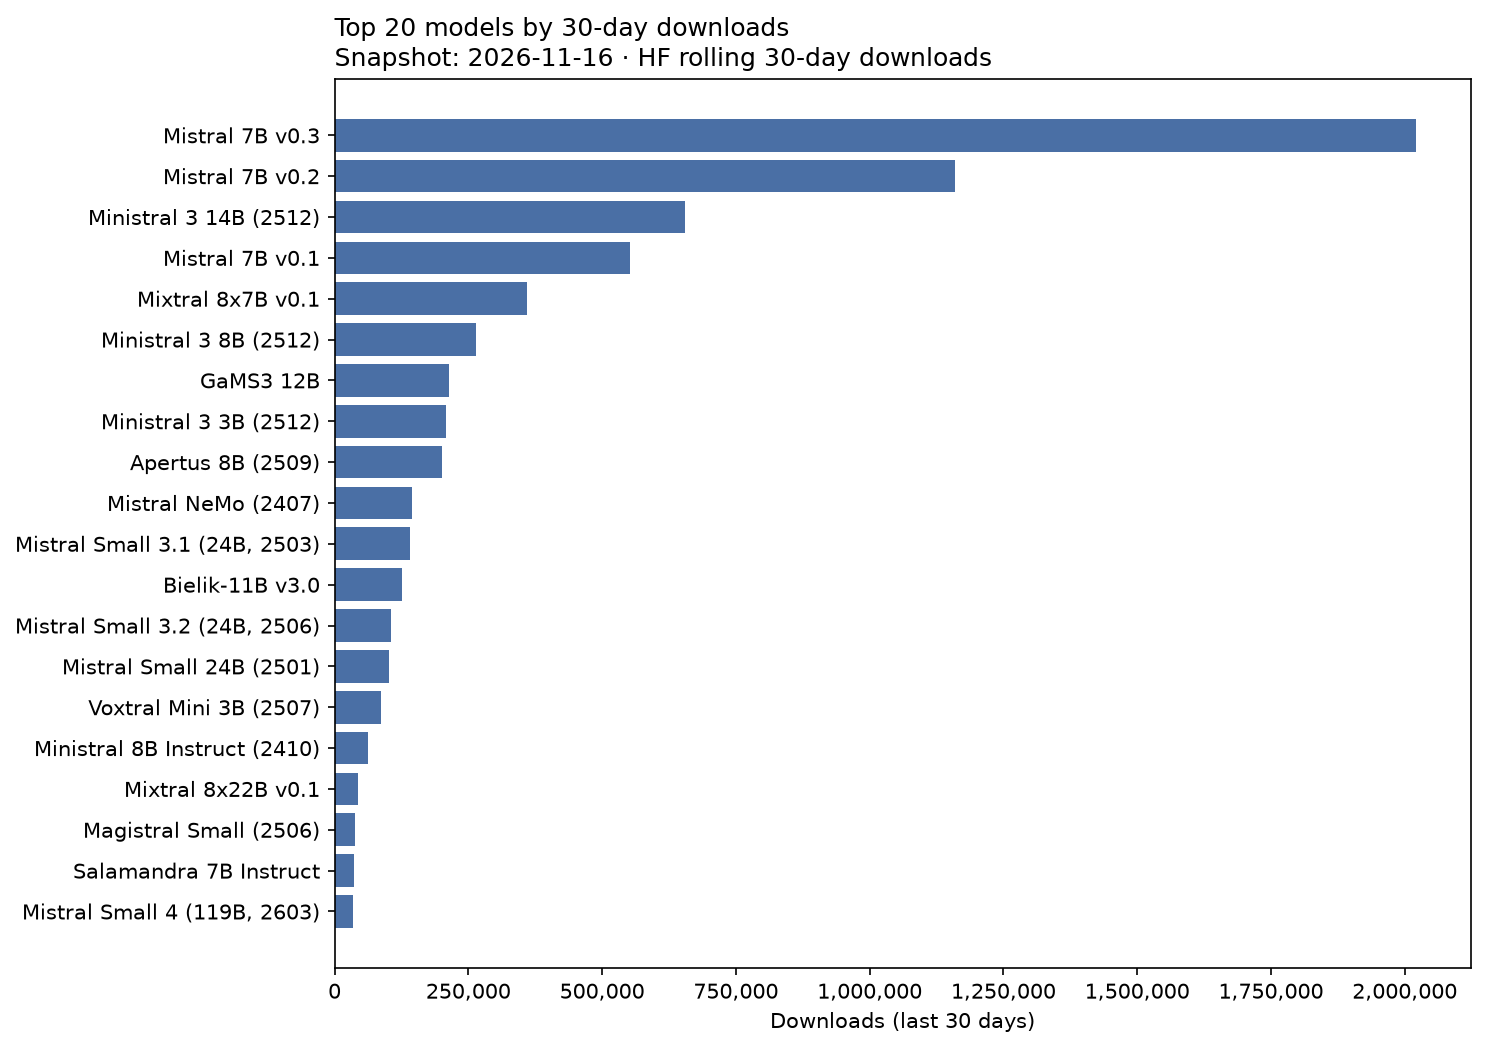 Top 20 models by 30-day downloads
Snapshot: 2026-11-16 · HF rolling 30-day downloads
Mistral 7B v0.3
Mistral 7B v0.2
Ministral 3 14B (2512)
Mistral 7B v0.1
Mixtral 8x7B v0.1
Ministral 3 8B (2512)
GaMS3 12B
Ministral 3 3B (2512)
Apertus 8B (2509)
Mistral NeMo (2407)
Mistral Small 3.1 (24B, 2503)
Bielik-11B v3.0
Mistral Small 3.2 (24B, 2506)
Mistral Small 24B (2501)
Voxtral Mini 3B (2507)
Ministral 8B Instruct (2410)
Mixtral 8x22B v0.1
Magistral Small (2506)
Salamandra 7B Instruct
Mistral Small 4 (119B, 2603)
0 250,000 500,000 750,000 1,000,000 1,250,000 1,500,000 1,750,000 2,000,000
Downloads (last 30 days)